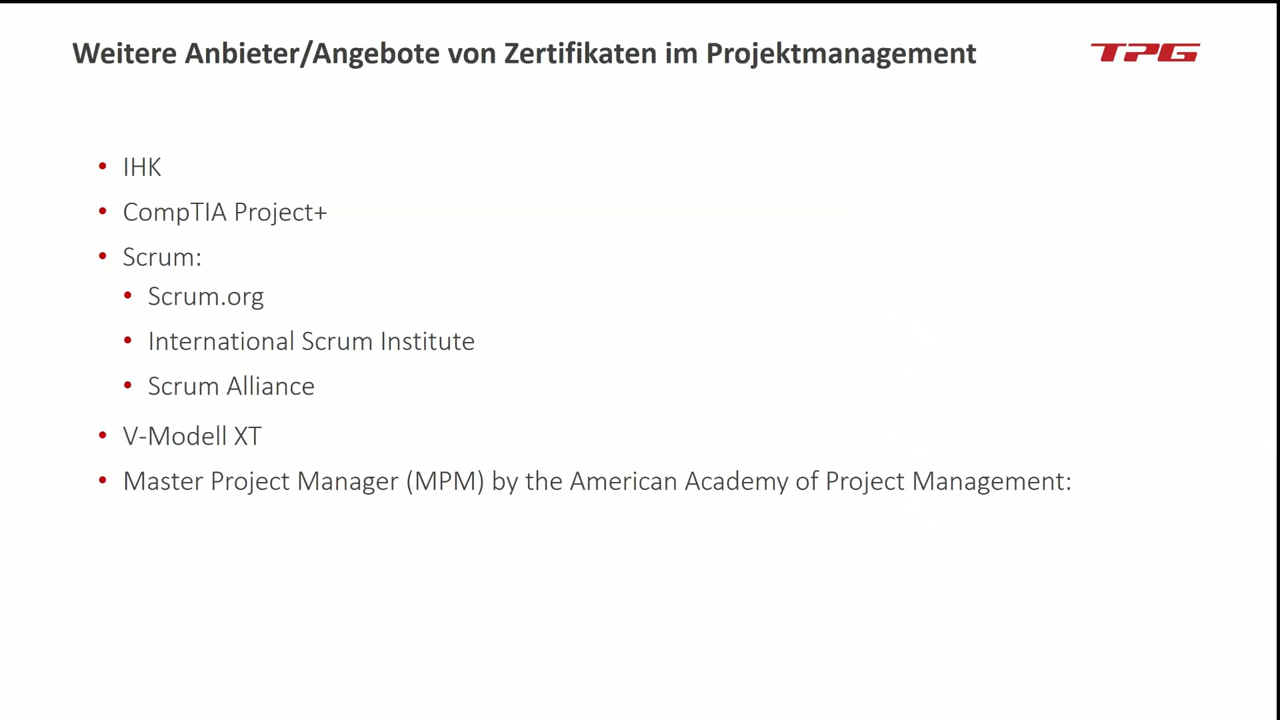 Weitere Anbieter/Angebote von Zertifikaten im Projektmanagement
TPG
• IHK
• CompTIA Project+
• Scrum:
• Scrum.org
• International Scrum Institute
• Scrum Alliance
• V-Modell XT
• Master Project Manager (MPM) by the American Academy of Project Management: